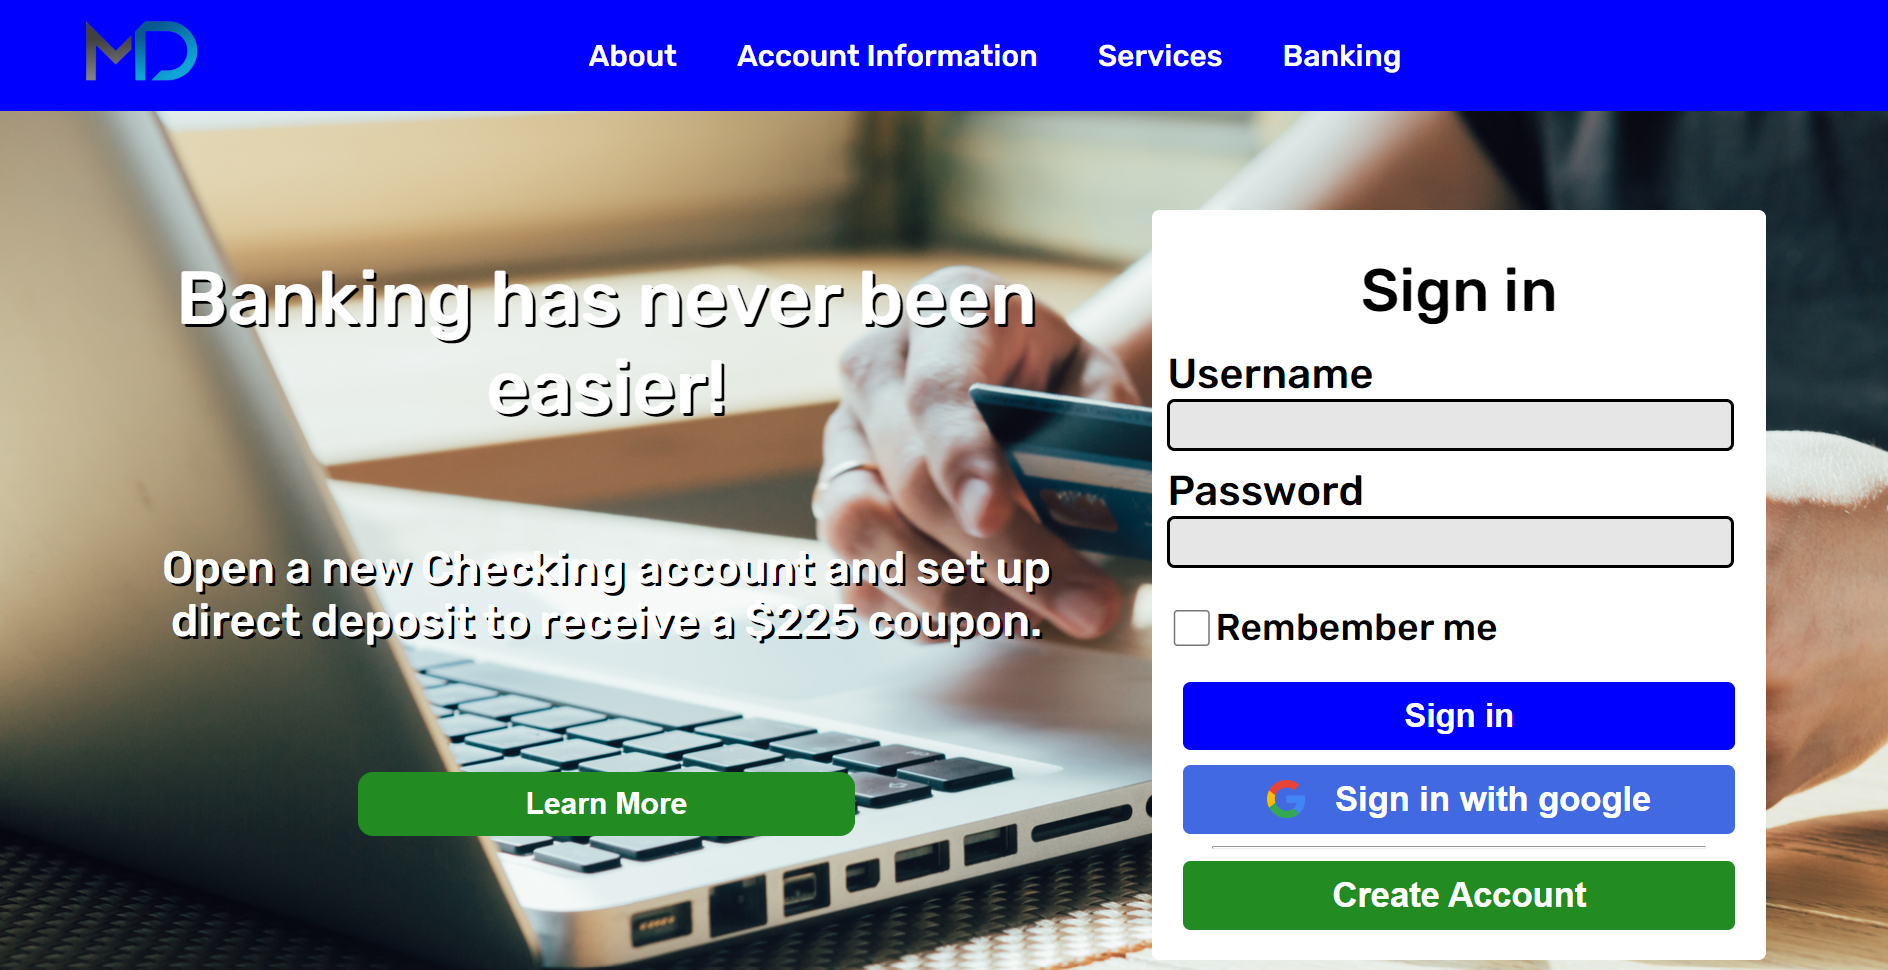 MD
About
Account Information
Services
Banking
Banking has never been
easier!
Open a new Checking account and set up
direct deposit to receive a $225 coupon.
Learn More
Sign in
Username
Password
Rembember me
Sign in
Sign in with google
Create Account